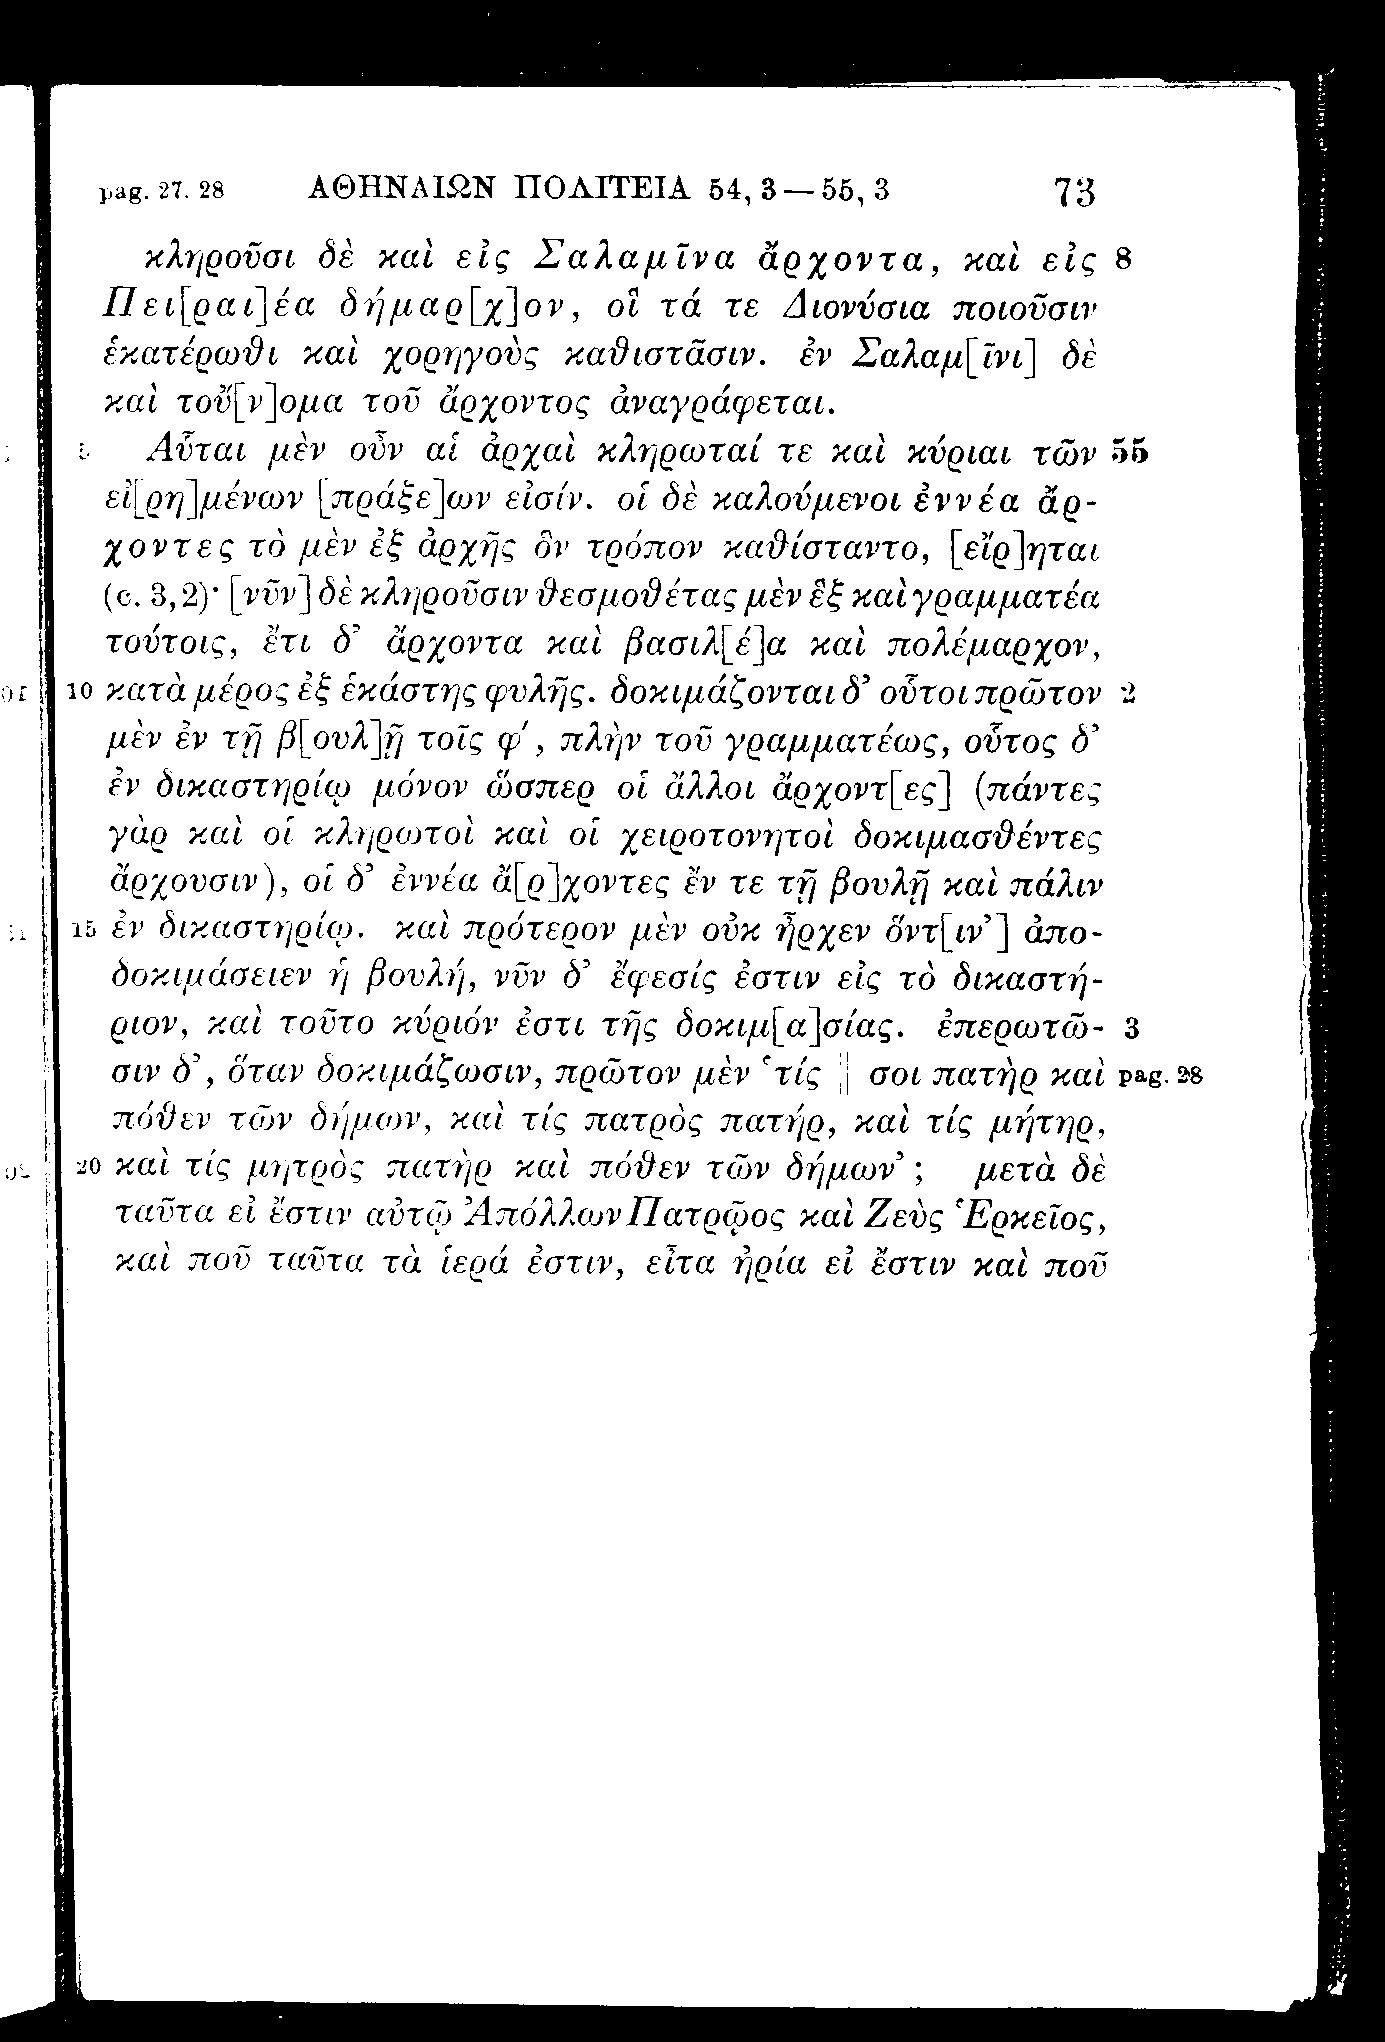 pag. 27. 28 ΑΘΗΝΑΙΩΝ ΠΟΛΙΤΕΙΑ 54, 3 — 55, 3 73
κληροῦσι δὲ καὶ εἰς Σαλαμῖνα ἄρχοντα, καὶ εἰς 8
Πει[ραι]έα δήμαρ[χ]ον, οἳ τά τε Διονύσια ποιοῦσιν
ἑκατέρωθι καὶ χορηγοὺς καθιστᾶσιν. ἐν Σαλαμ[ῖνι] δὲ
καὶ τοὔ[ν]ομα τοῦ ἄρχοντος ἀναγράφεται.
5 Αὗται μὲν οὖν αἱ ἀρχαὶ κληρωταί τε καὶ κύριαι τῶν 55
εἰ[ρη]μένων [πράξε]ων εἰσίν. οἱ δὲ καλούμενοι ἐννέα ἄρ-
χοντες τὸ μὲν ἐξ ἀρχῆς ὃν τρόπον καθίσταντο, [εἴρ]ηται
(c. 3,2)· [νῦν] δὲ κληροῦσιν θεσμοθέτας μὲν ἓξ καὶ γραμματέα
τούτοις, ἔτι δ’ ἄρχοντα καὶ βασιλ[έ]α καὶ πολέμαρχον,
10 κατὰ μέρος ἐξ ἑκάστης φυλῆς. δοκιμάζονται δ’ οὗτοι πρῶτον 2
μὲν ἐν τῇ β[ουλ]ῇ τοῖς φ′, πλὴν τοῦ γραμματέως, οὗτος δ’
ἐν δικαστηρίῳ μόνον ὥσπερ οἱ ἄλλοι ἄρχοντ[ες] (πάντες
γὰρ καὶ οἱ κληρωτοὶ καὶ οἱ χειροτονητοὶ δοκιμασθέντες
ἄρχουσιν), οἱ δ’ ἐννέα ἄ[ρ]χοντες ἔν τε τῇ βουλῇ καὶ πάλιν
15 ἐν δικαστηρίῳ. καὶ πρότερον μὲν οὐκ ἦρχεν ὅντ[ιν’] ἀπο-
δοκιμάσειεν ἡ βουλή, νῦν δ’ ἔφεσίς ἐστιν εἰς τὸ δικαστή-
ριον, καὶ τοῦτο κύριόν ἐστι τῆς δοκιμ[α]σίας. ἐπερωτῶ- 3
σιν δ’, ὅταν δοκιμάζωσιν, πρῶτον μὲν ‘τίς || σοι πατὴρ καὶ pag. 28
πόθεν τῶν δήμων, καὶ τίς πατρὸς πατήρ, καὶ τίς μήτηρ,
20 καὶ τίς μητρὸς πατὴρ καὶ πόθεν τῶν δήμων’; μετὰ δὲ
ταῦτα εἰ ἔστιν αὐτῷ Ἀπόλλων Πατρῷος καὶ Ζεὺς Ἑρκεῖος,
καὶ ποῦ ταῦτα τὰ ἱερά ἐστιν, εἶτα ἠρία εἰ ἔστιν καὶ ποῦ